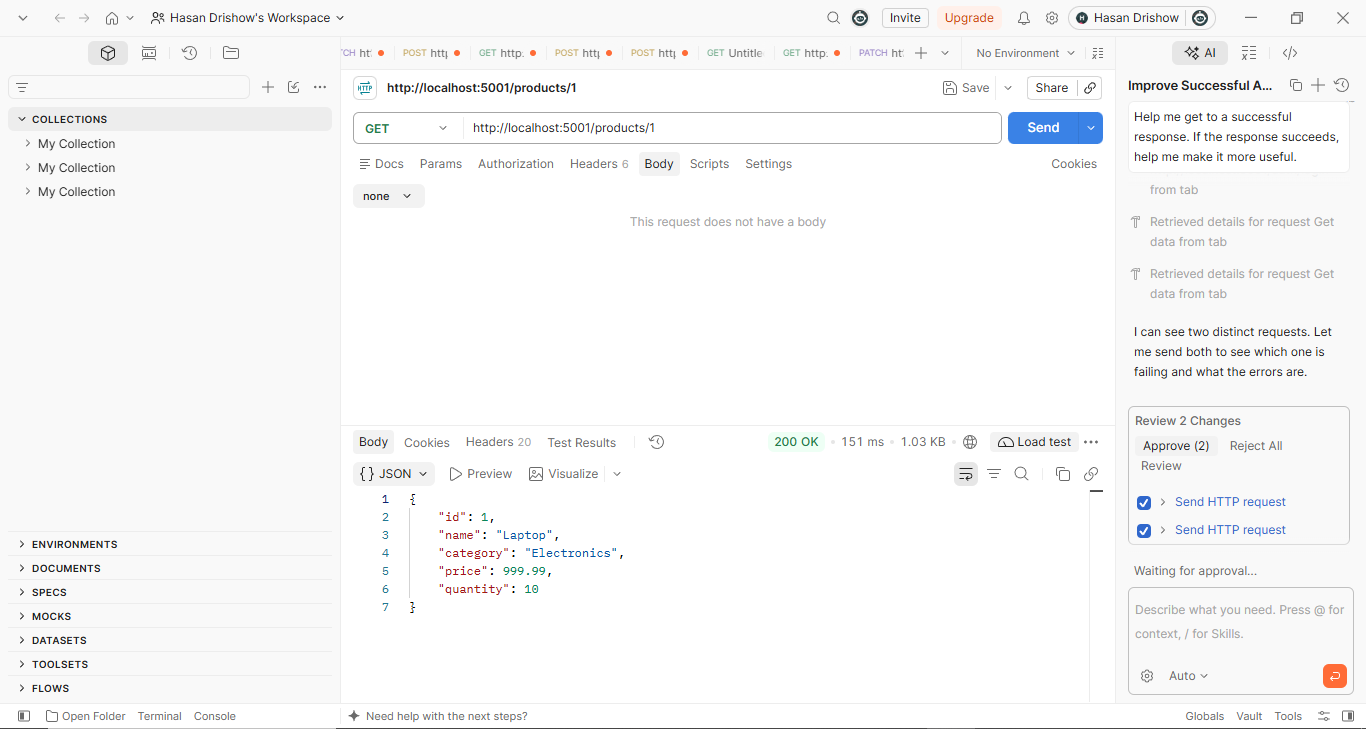 Hasan Drishow's Workspace
Invite
Upgrade
H Hasan Drishow
CH ht
POST http
GET http.
POST http
POST http
GET Untitle
GET http.
PATCH ht
No Environment
AI
HTTP
http://localhost:5001/products/1
Save
Share
GET
http://localhost:5001/products/1
Send
Docs
Params
Authorization
Headers 6
Body
Scripts
Settings
Cookies
none
This request does not have a body
COLLECTIONS
My Collection
My Collection
My Collection
ENVIRONMENTS
DOCUMENTS
SPECS
MOCKS
DATASETS
TOOLSETS
FLOWS
Body
Cookies
Headers 20
Test Results
200 OK
151 ms
1.03 KB
Load test
{ } JSON
Preview
Visualize
1 {
2 "id": 1,
3 "name": "Laptop",
4 "category": "Electronics",
5 "price": 999.99,
6 "quantity": 10
7 }
Improve Successful A...
Help me get to a successful
response. If the response succeeds,
help me make it more useful.
from tab
Retrieved details for request Get
data from tab
Retrieved details for request Get
data from tab
I can see two distinct requests. Let
me send both to see which one is
failing and what the errors are.
Review 2 Changes
Approve (2)
Reject All
Review
Send HTTP request
Send HTTP request
Waiting for approval...
Describe what you need. Press @ for
context, / for Skills.
Auto
Open Folder
Terminal
Console
Need help with the next steps?
Globals
Vault
Tools